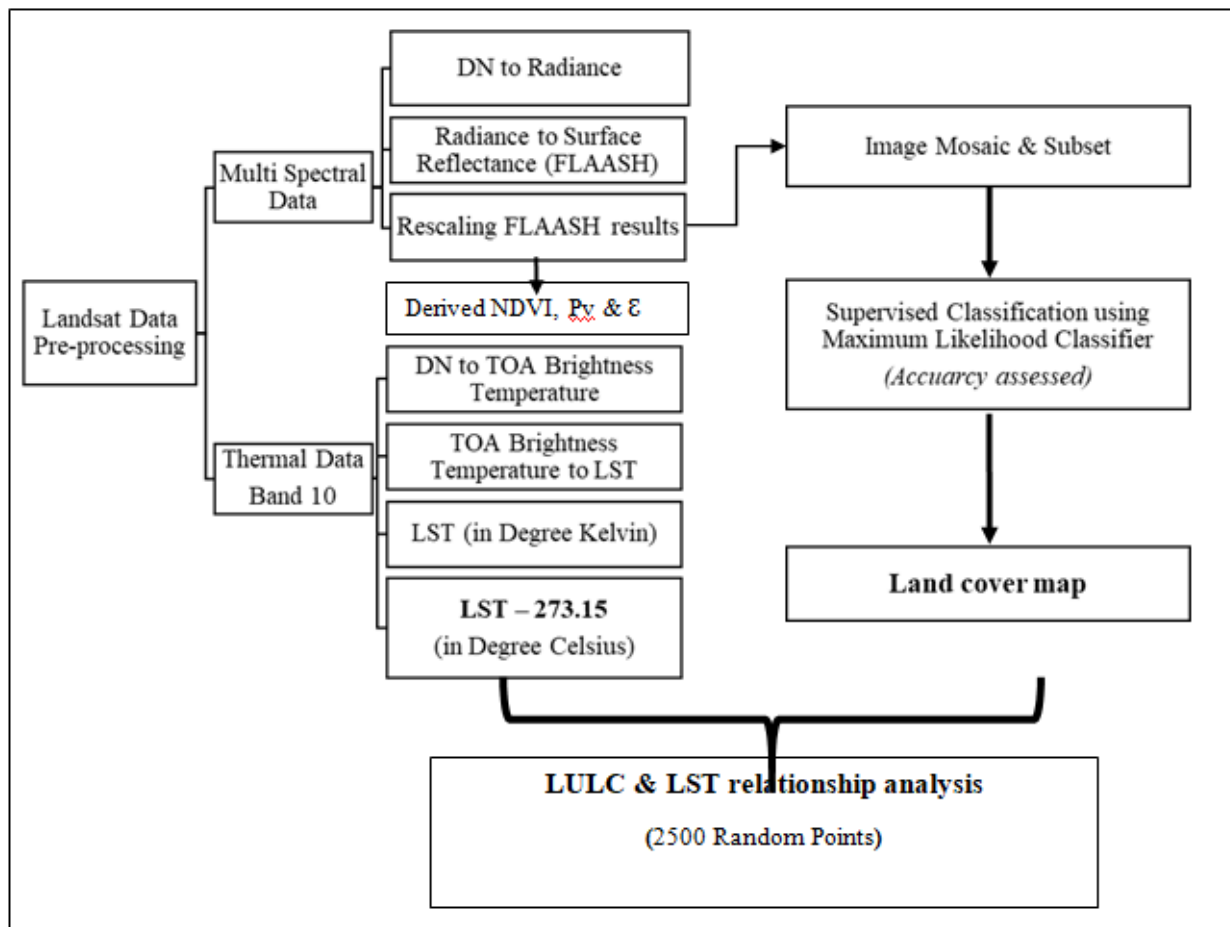 Landsat Data
Pre-processing
Multi Spectral
Data
DN to Radiance
Radiance to Surface
Reflectance (FLAASH)
Rescaling FLAASH results
Derived NDVI, Pv & Ɛ
Thermal Data
Band 10
DN to TOA Brightness
Temperature
TOA Brightness
Temperature to LST
LST (in Degree Kelvin)
LST – 273.15
(in Degree Celsius)
Image Mosaic & Subset
Supervised Classification using
Maximum Likelihood Classifier
(Accuarcy assessed)
Land cover map
LULC & LST relationship analysis
(2500 Random Points)